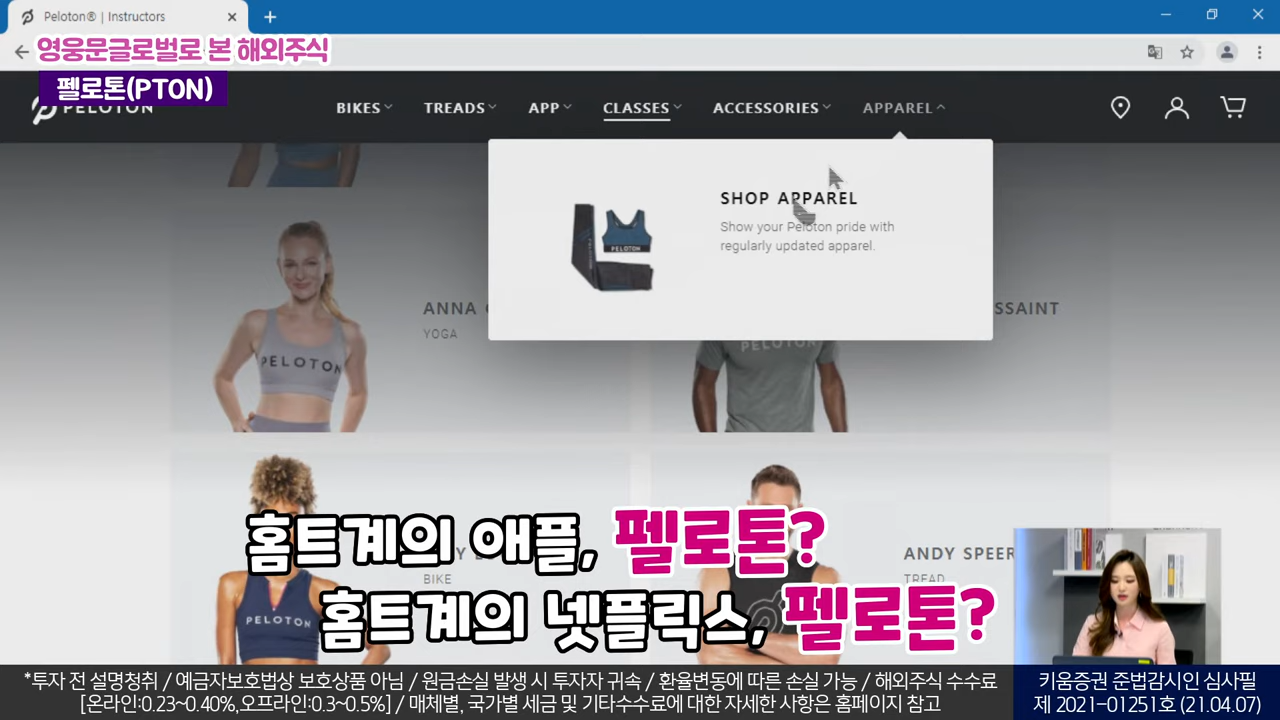 Peloton® | Instructors
영웅문글로벌로 본 해외주식
펠로톤(PTON)
PELOTON
BIKES
TREADS
APP
CLASSES
ACCESSORIES
APPAREL
SHOP APPAREL
Show your Peloton pride with
regularly updated apparel.
PELOTON
ANNA
YOGA
PELOTON
SSAINT
PELOTON
홈트계의 애플, 펠로톤?
BIKE
ANDY SPEER
TREAD
홈트계의 넷플릭스, 펠로톤?
PELOTON
*투자 전 설명청취 / 예금자보호법상 보호상품 아님 / 원금손실 발생 시 투자자 귀속 / 환율변동에 따른 손실 가능 / 해외주식 수수료
[온라인:0.23~0.40%,오프라인:0.3~0.5%] / 매체별, 국가별 세금 및 기타수수료에 대한 자세한 사항은 홈페이지 참고
키움증권 준법감시인 심사필
제 2021-01251호 (21.04.07)